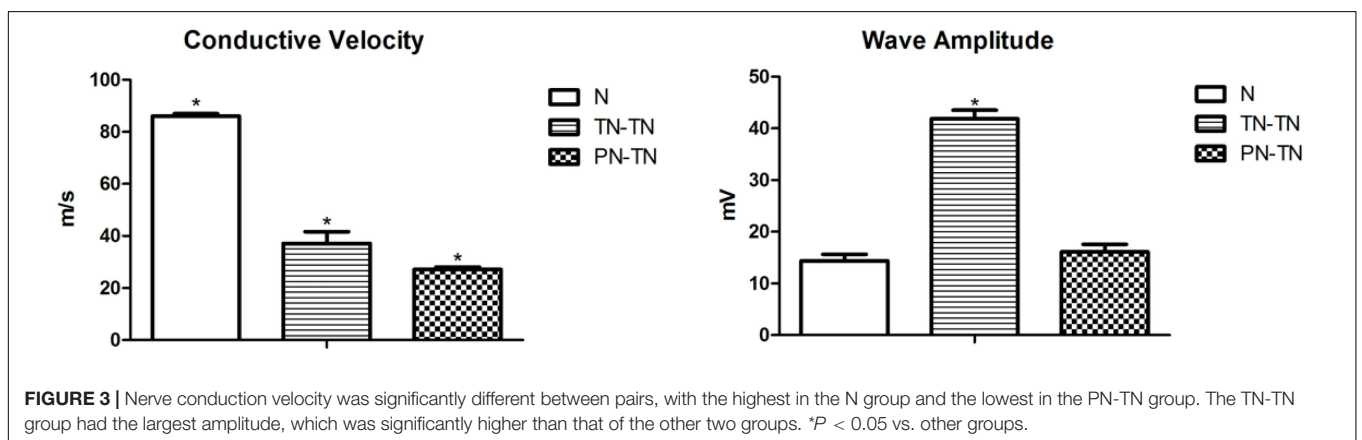 Conductive Velocity
100
80
60
40
20
0
m/s
*
*
*
N
TN-TN
PN-TN
Wave Amplitude
50
40
30
20
10
0
mV
*
N
TN-TN
PN-TN
FIGURE 3 | Nerve conduction velocity was significantly different between pairs, with the highest in the N group and the lowest in the PN-TN group. The TN-TN
group had the largest amplitude, which was significantly higher than that of the other two groups. *P < 0.05 vs. other groups.